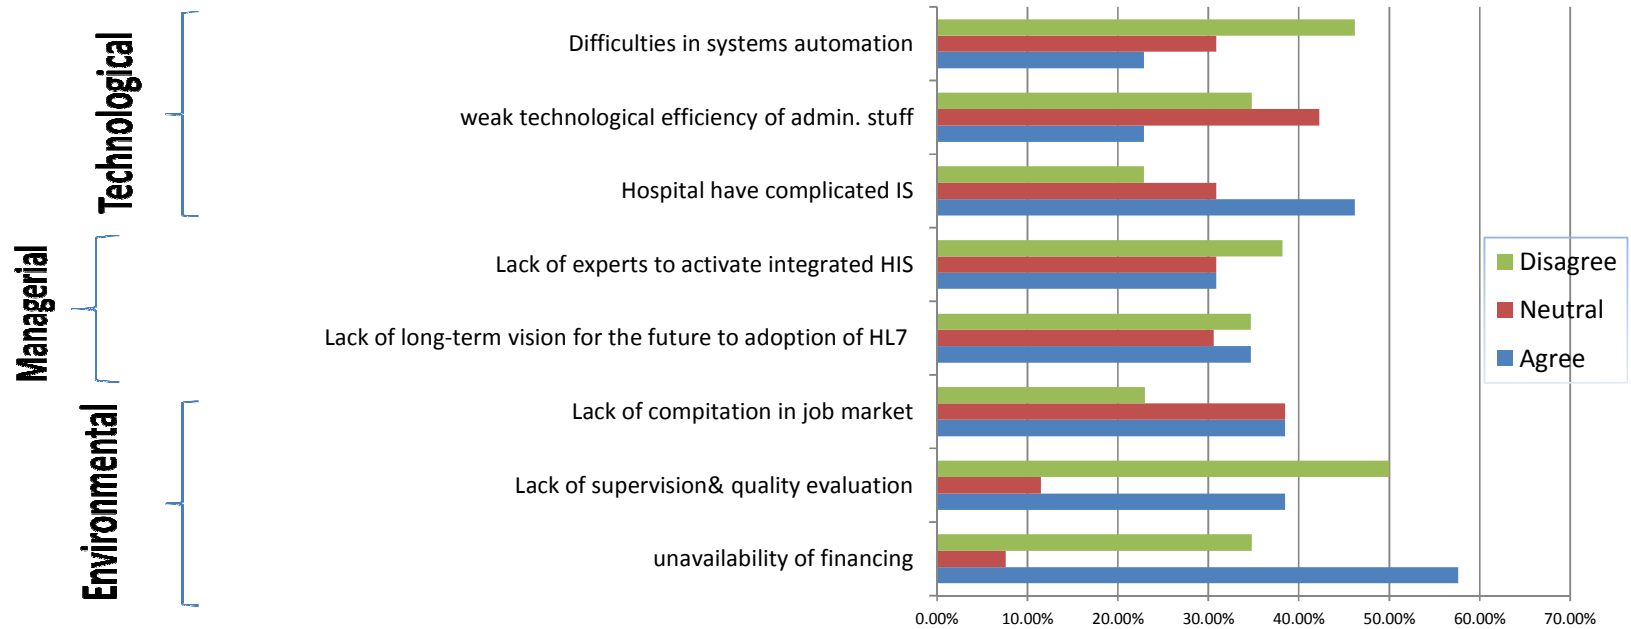 Technological
Difficulties in systems automation
weak technological efficiency of admin. stuff
Hospital have complicated IS
Managerial
Lack of experts to activate integrated HIS
Lack of long-term vision for the future to adoption of HL7
Environmental
Lack of compitation in job market
Lack of supervision& quality evaluation
unavailability of financing
Disagree
Neutral
Agree
0.00% 10.00% 20.00% 30.00% 40.00% 50.00% 60.00% 70.00%